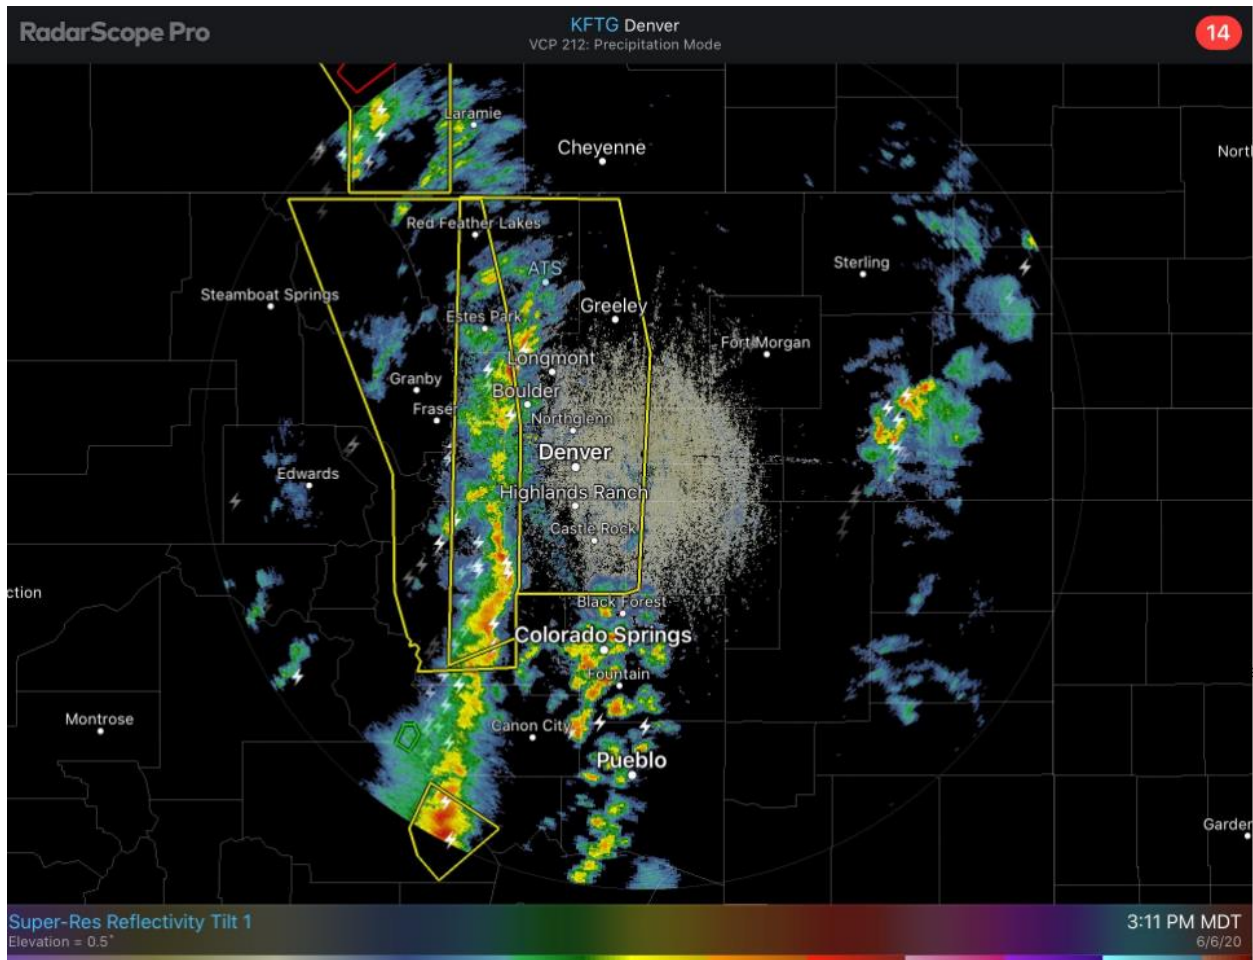 RadarScope Pro
KFTG Denver
VCP 212: Precipitation Mode
14
Laramie
Cheyenne
Red Feather Lakes
ATS
Sterling
Steamboat Springs
Greeley
Estes Park
Fort Morgan
Longmont
Granby
Boulder
Fraser
Northglenn
Denver
Edwards
Highlands Ranch
Castle Rock
ction
Black Forest
Colorado Springs
Fountain
Montrose
Canon City
Pueblo
Garder
Super-Res Reflectivity Tilt 1
Elevation = 0.5°
3:11 PM MDT
6/6/20